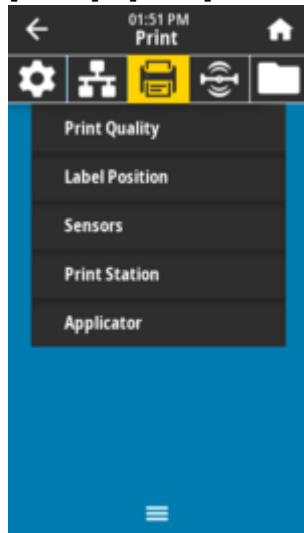 01:51 PM
Print
Print Quality
Label Position
Sensors
Print Station
Applicator